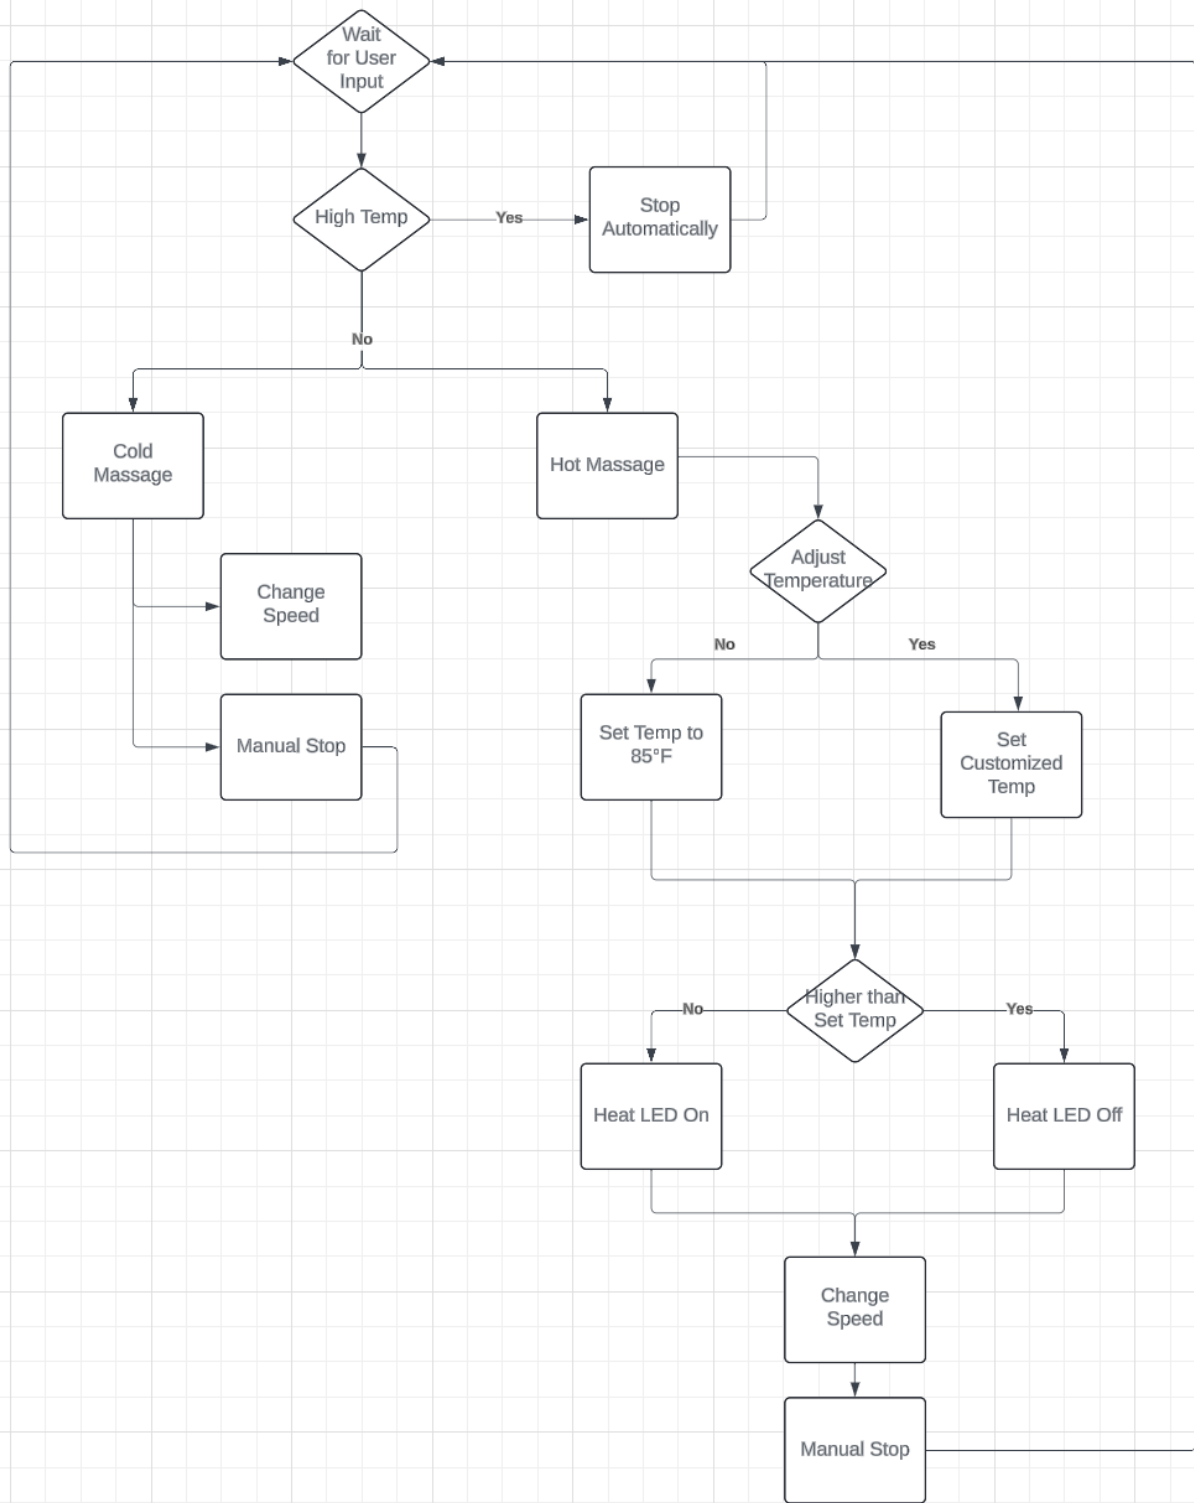 Wait
for User
Input
High Temp
Yes
Stop
Automatically
No
Cold
Massage
Hot Massage
Change
Speed
Adjust
Temperature
No
Yes
Manual Stop
Set Temp to
85°F
Set
Customized
Temp
Higher than
Set Temp
No
Yes
Heat LED On
Heat LED Off
Change
Speed
Manual Stop